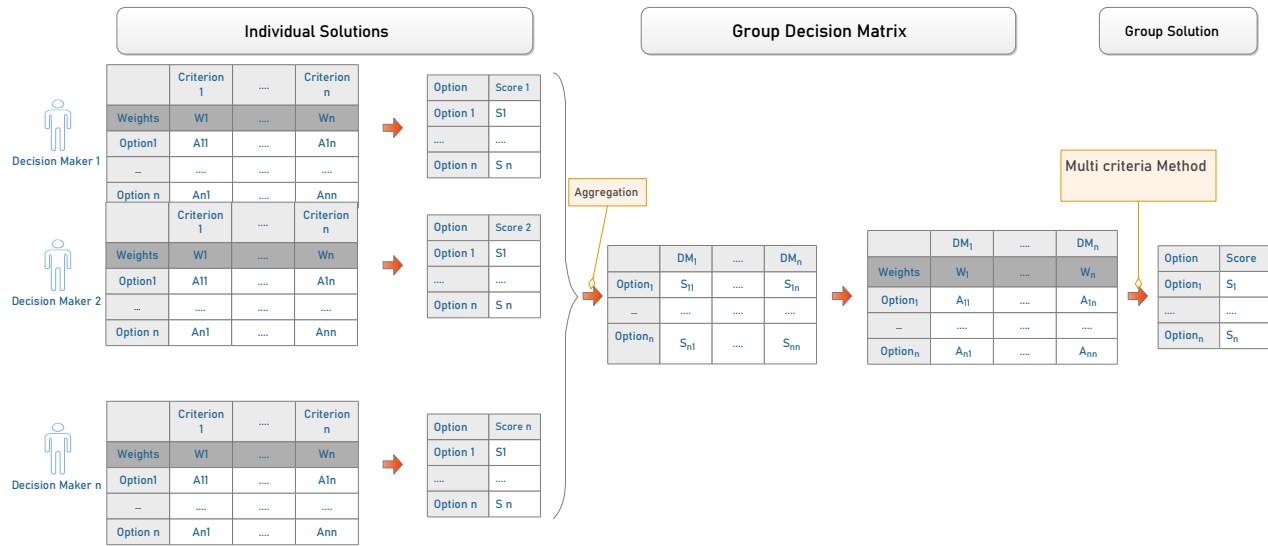 Individual Solutions
Group Decision Matrix
Group Solution
Criterion 1 .... Criterion n
Weights W1 .... Wn
Option1 A11 .... A1n
... .... .... ....
Option n An1 .... Ann
Decision Maker 1
Option Score 1
Option 1 S1
.... ....
Option n S n
Criterion 1 .... Criterion n
Weights W1 .... Wn
Option1 A11 .... A1n
... .... .... ....
Option n An1 .... Ann
Decision Maker 2
Option Score 2
Option 1 S1
.... ....
Option n S n
Criterion 1 .... Criterion n
Weights W1 .... Wn
Option1 A11 .... A1n
... .... .... ....
Option n An1 .... Ann
Decision Maker n
Option Score n
Option 1 S1
.... ....
Option n S n
Aggregation
DM1 .... DMn
Option1 S11 .... S1n
... .... .... ....
Optionn Sn1 .... Snn
DM1 .... DMn
Weights W1 .... Wn
Option1 A11 .... A1n
... .... .... ....
Optionn An1 .... Ann
Multi criteria Method
Option Score
Option1 S1
.... ....
Optionn Sn